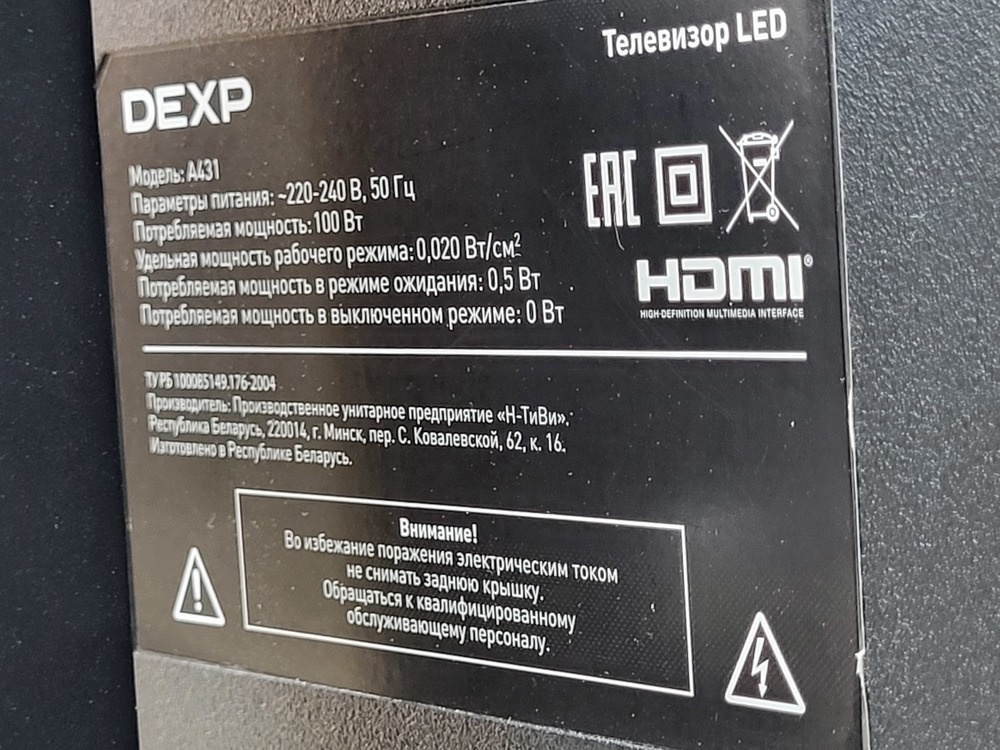 Телевизор LED
DEXP
Модель: A431
Параметры питания: ~220-240 В, 50 Гц
Потребляемая мощность: 100 Вт
Удельная мощность рабочего режима: 0,020 Вт/см²
Потребляемая мощность в режиме ожидания: 0,5 Вт
Потребляемая мощность в выключенном режиме: 0 Вт
EAC
HDMI®
HIGH-DEFINITION MULTIMEDIA INTERFACE
ТУ РБ 100085149.176-2004
Производитель: Производственное унитарное предприятие «Н-ТиВи».
Республика Беларусь, 220014, г. Минск, пер. С. Ковалевской, 62, к. 16.
Изготовлено в Республике Беларусь.
Внимание!
Во избежание поражения электрическим током
не снимать заднюю крышку.
Обращаться к квалифицированному
обслуживающему персоналу.